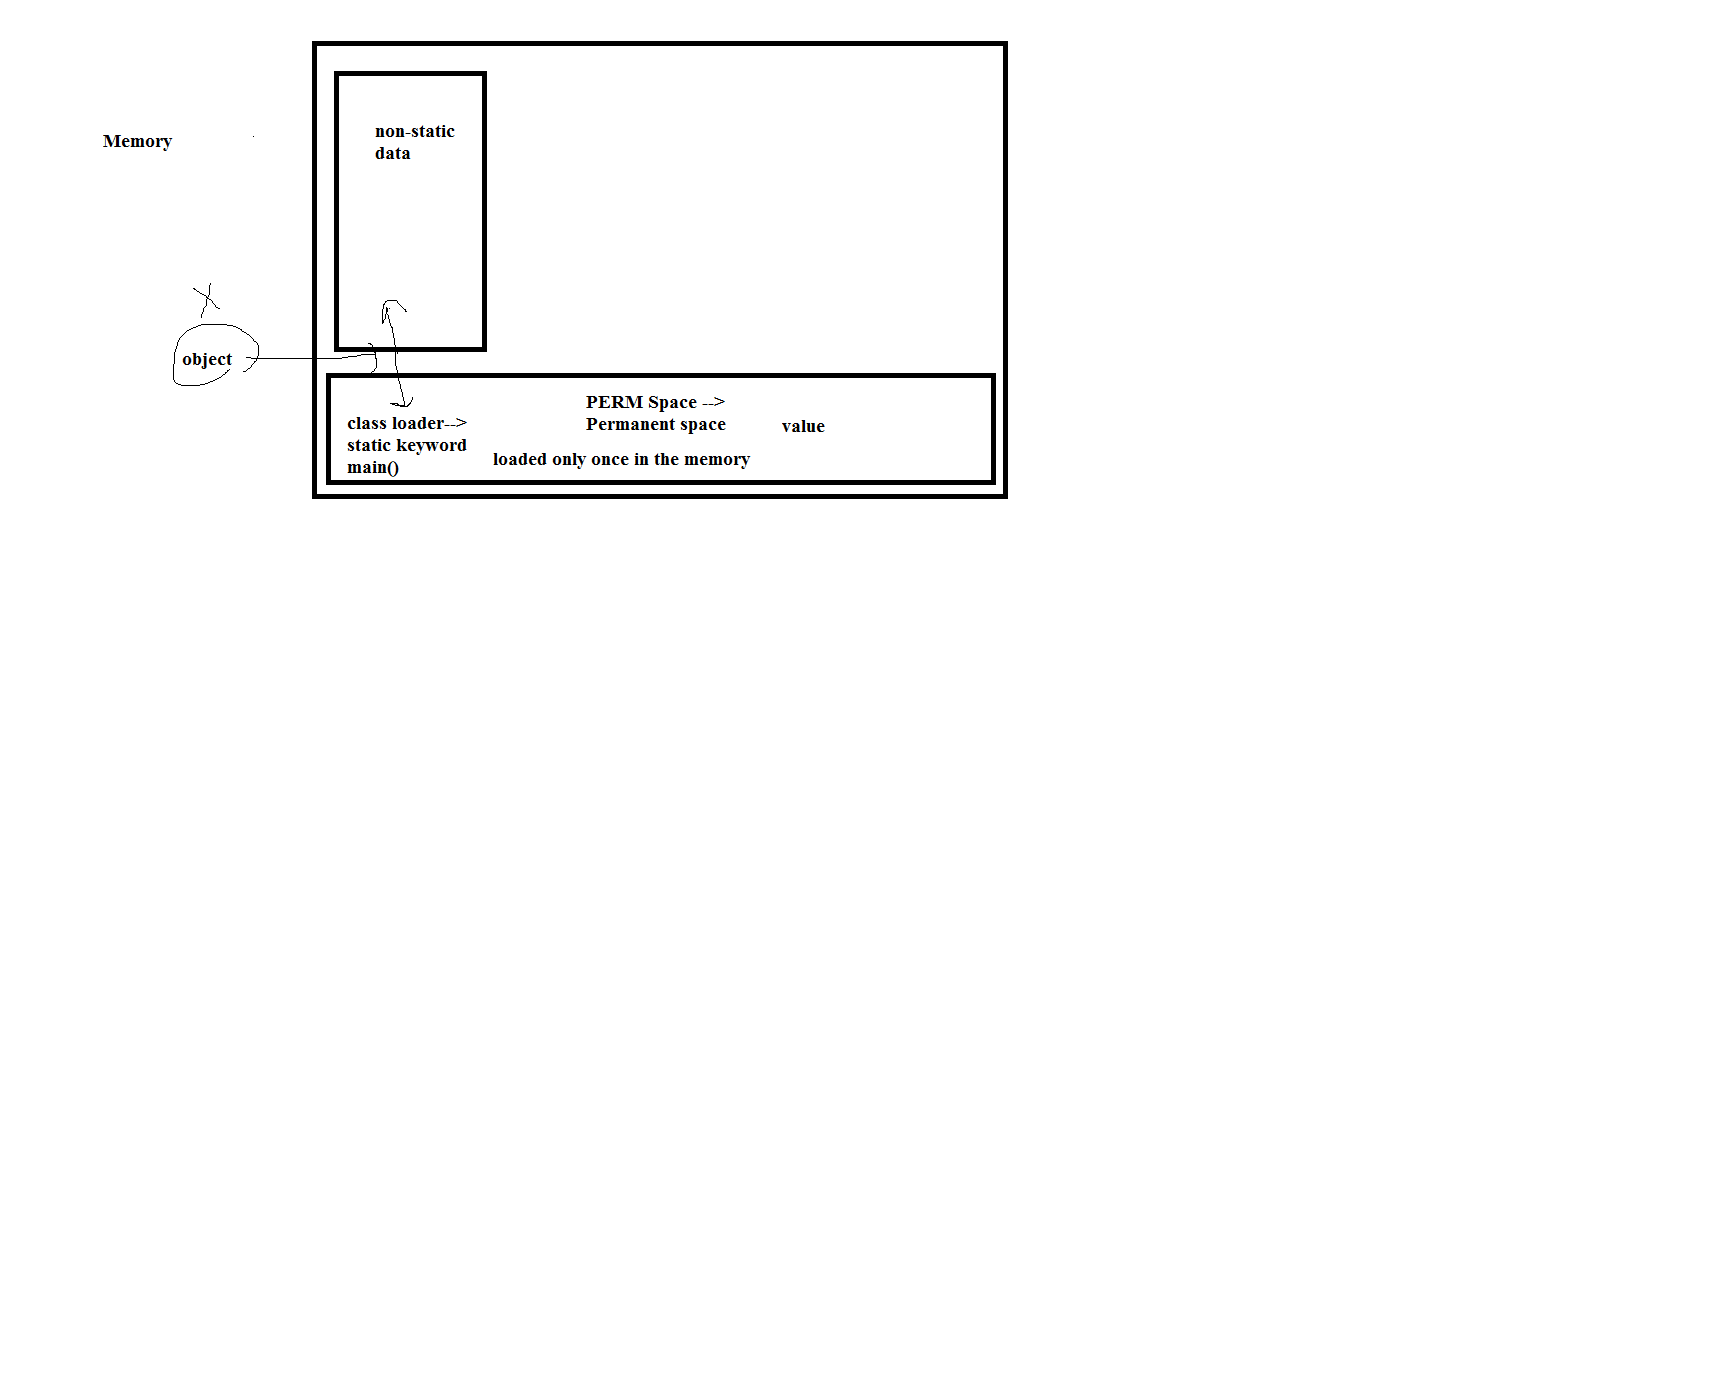 Memory
non-static
data
X
object
PERM Space -->
Permanent space
value
class loader-->
static keyword
main()
loaded only once in the memory